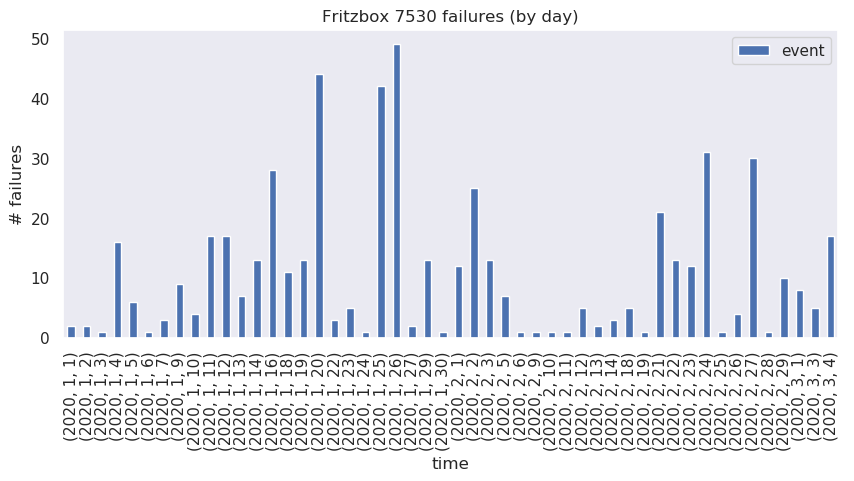 Fritzbox 7530 failures (by day)
event
# failures
50
40
30
20
10
0
(2020, 1, 1)
(2020, 1, 2)
(2020, 1, 3)
(2020, 1, 4)
(2020, 1, 5)
(2020, 1, 6)
(2020, 1, 7)
(2020, 1, 9)
(2020, 1, 10)
(2020, 1, 11)
(2020, 1, 12)
(2020, 1, 13)
(2020, 1, 14)
(2020, 1, 16)
(2020, 1, 18)
(2020, 1, 19)
(2020, 1, 20)
(2020, 1, 22)
(2020, 1, 23)
(2020, 1, 24)
(2020, 1, 25)
(2020, 1, 26)
(2020, 1, 27)
(2020, 1, 29)
(2020, 1, 30)
(2020, 2, 1)
(2020, 2, 2)
(2020, 2, 3)
(2020, 2, 5)
(2020, 2, 6)
(2020, 2, 9)
(2020, 2, 10)
(2020, 2, 11)
(2020, 2, 12)
(2020, 2, 13)
(2020, 2, 14)
(2020, 2, 18)
(2020, 2, 19)
(2020, 2, 21)
(2020, 2, 22)
(2020, 2, 23)
(2020, 2, 24)
(2020, 2, 25)
(2020, 2, 26)
(2020, 2, 27)
(2020, 2, 28)
(2020, 2, 29)
(2020, 3, 1)
(2020, 3, 3)
(2020, 3, 4)
time